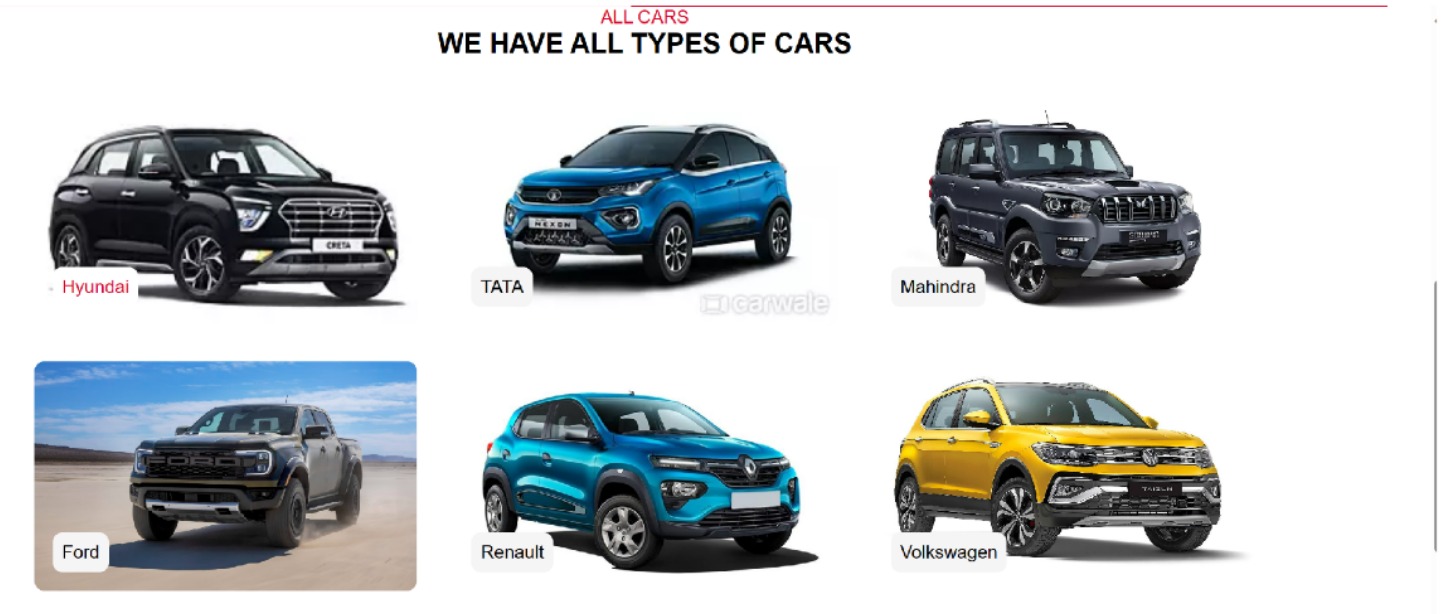 ALL CARS
WE HAVE ALL TYPES OF CARS
CRETA
Hyundai
NEXON
TATA
carwale
Mahindra
FORD
Ford
Renault
TAIGUN
Volkswagen